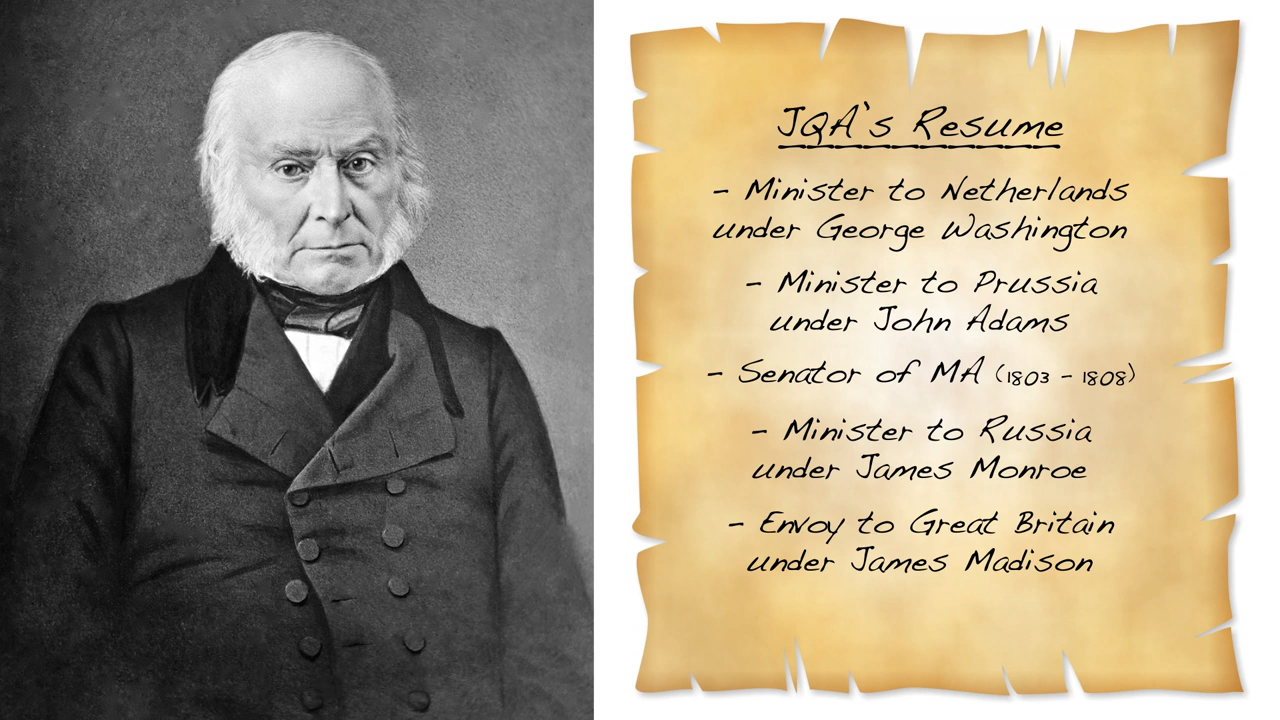 JQA's Resume
- Minister to Netherlands
under George Washington
- Minister to Prussia
under John Adams
- Senator of MA (1803 - 1808)
- Minister to Russia
under James Monroe
- Envoy to Great Britain
under James Madison